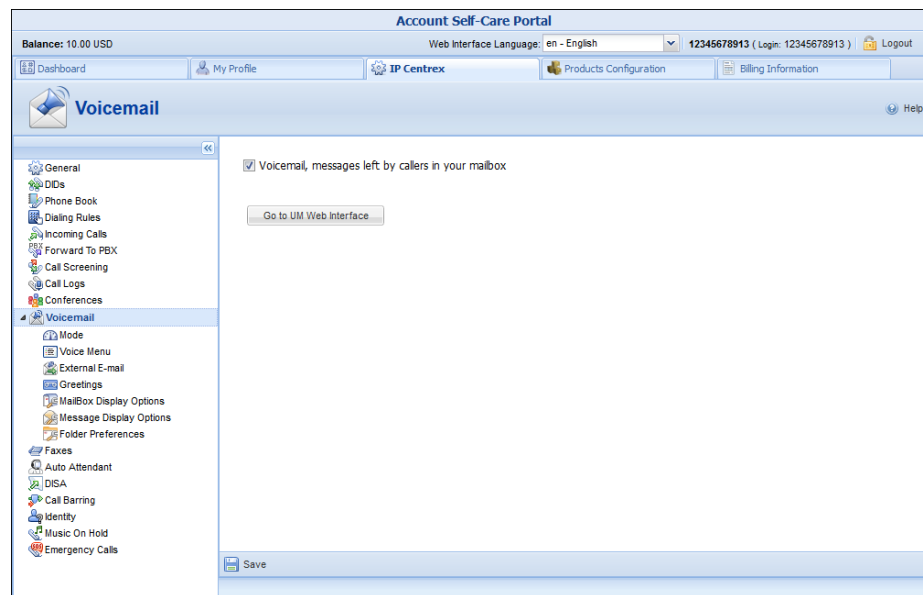 Account Self-Care Portal
Balance: 10.00 USD Web Interface Language: en - English 12345678913 ( Login: 12345678913 ) Logout
Dashboard My Profile IP Centrex Products Configuration Billing Information
Voicemail Help
General
DIDs
Phone Book
Dialing Rules
Incoming Calls
PBX Forward To PBX
Call Screening
Call Logs
Conferences
Voicemail
Mode
Voice Menu
External E-mail
Greetings
MailBox Display Options
Message Display Options
Folder Preferences
Faxes
Auto Attendant
DISA
Call Barring
Identity
Music On Hold
Emergency Calls
Voicemail, messages left by callers in your mailbox
Go to UM Web Interface
Save